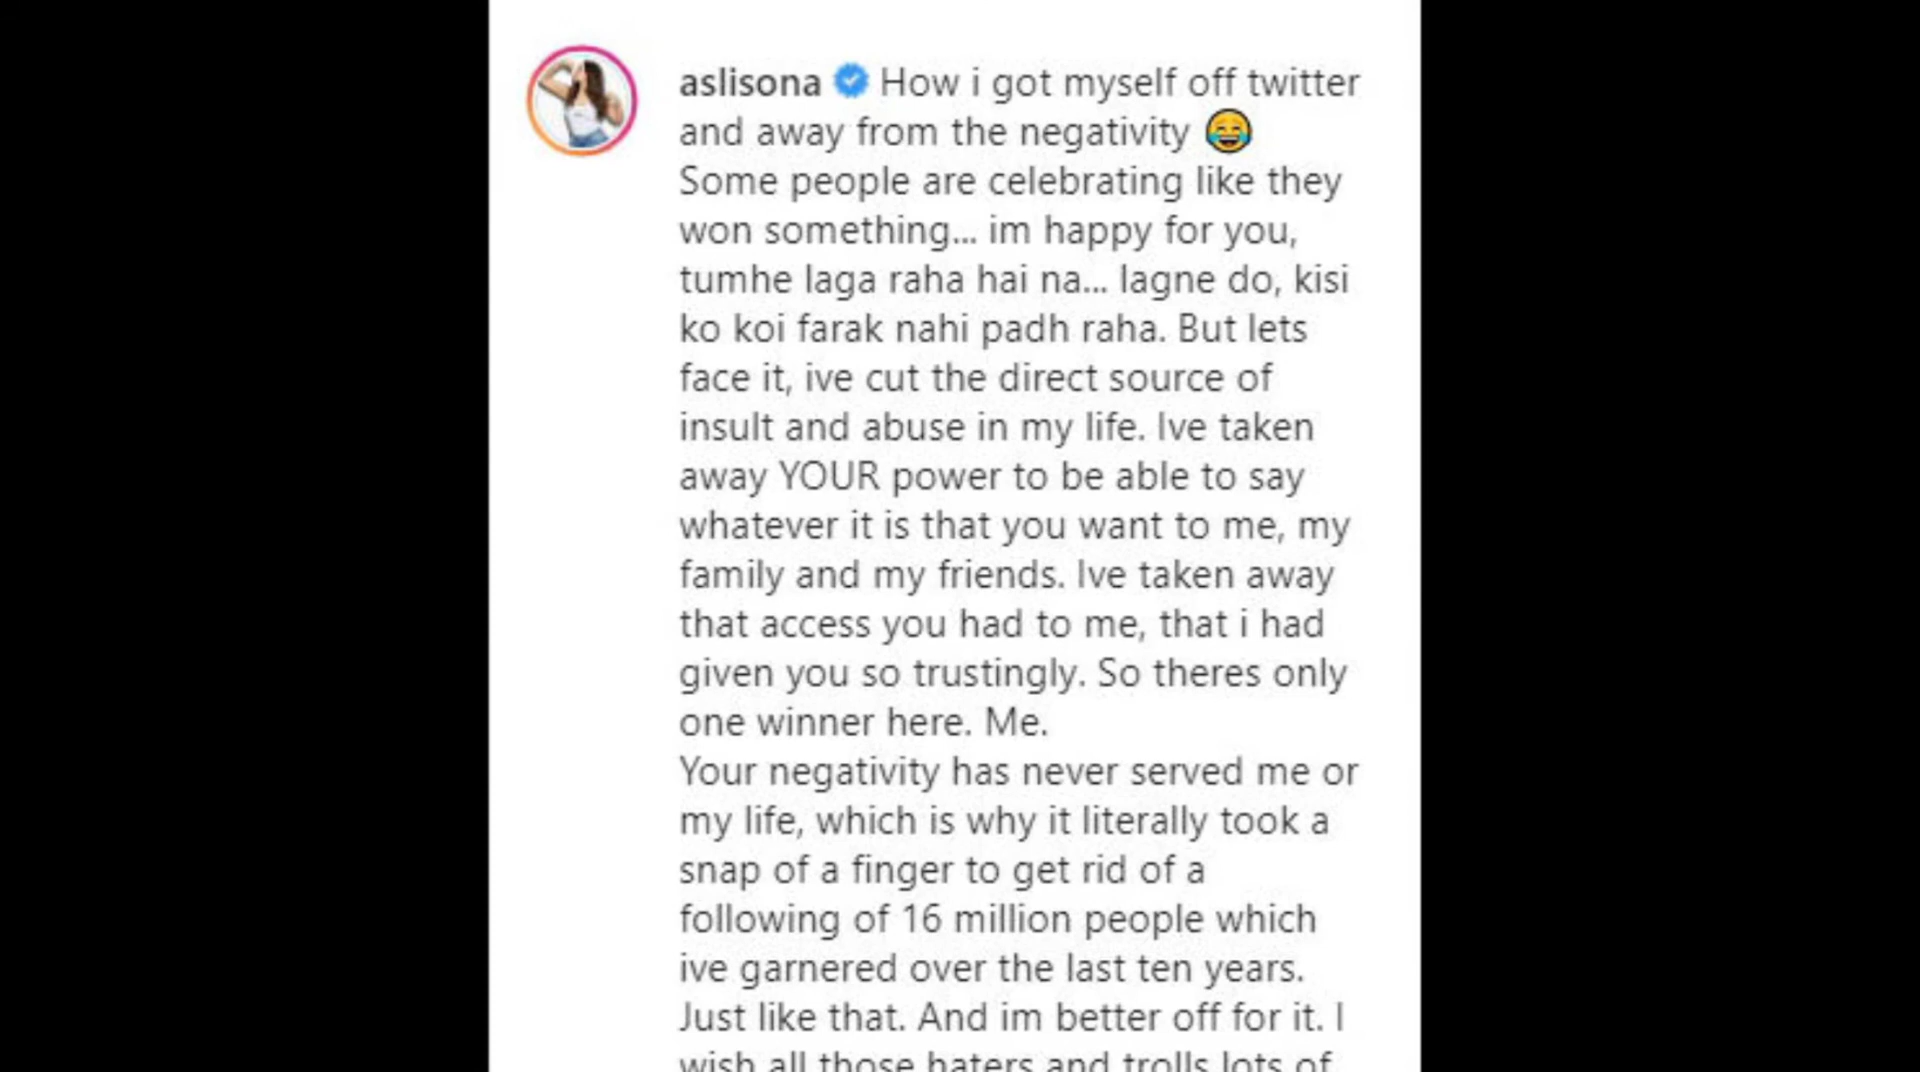 aslisona How i got myself off twitter
and away from the negativity 😂
Some people are celebrating like they
won something... im happy for you,
tumhe laga raha hai na... lagne do, kisi
ko koi farak nahi padh raha. But lets
face it, ive cut the direct source of
insult and abuse in my life. Ive taken
away YOUR power to be able to say
whatever it is that you want to me, my
family and my friends. Ive taken away
that access you had to me, that i had
given you so trustingly. So theres only
one winner here. Me.
Your negativity has never served me or
my life, which is why it literally took a
snap of a finger to get rid of a
following of 16 million people which
ive garnered over the last ten years.
Just like that. And im better off for it. I
wish all those haters and trolls lots of